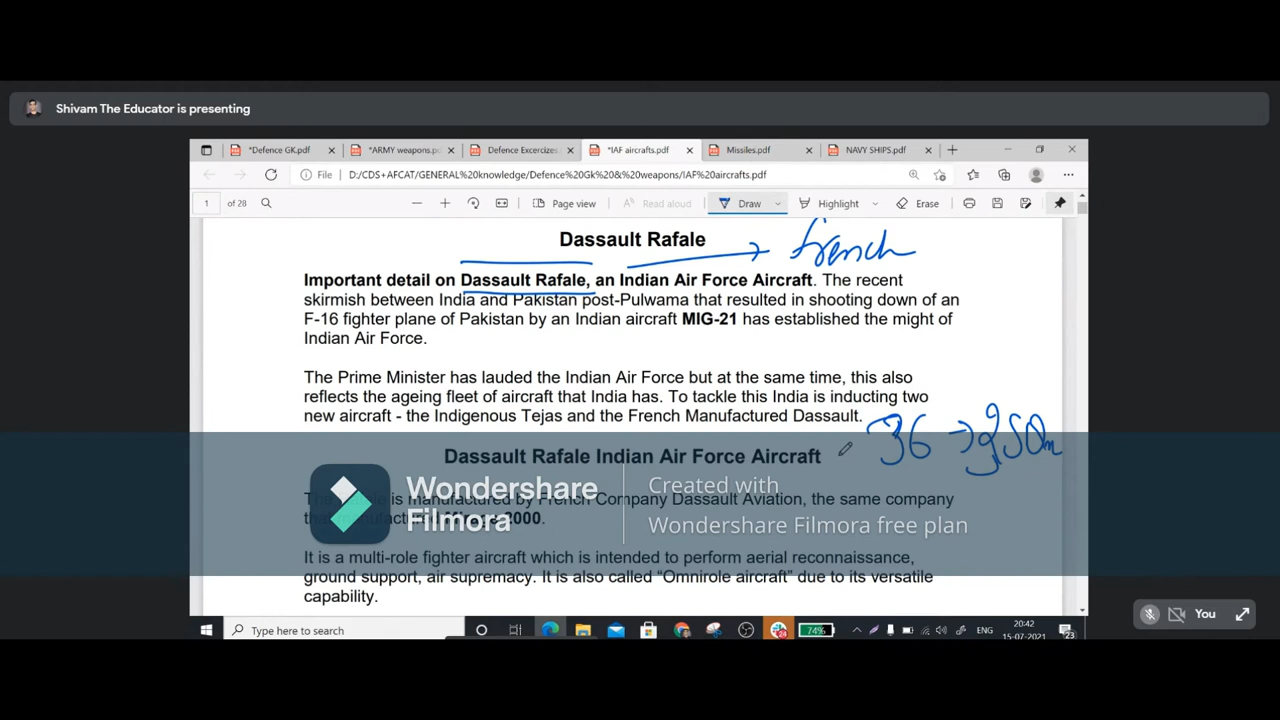 Shivam The Educator is presenting
*Defence GK.pdf
*ARMY weapons.pd
Defence Excercizes.
*IAF aircrafts.pdf
Missiles.pdf
NAVY SHIPS.pdf
File D:/CDS+AFCAT/GENERAL%20knowledge/Defence%20Gk%20&%20weapons/IAF%20aircrafts.pdf
1 of 28 Page view Read aloud Draw Highlight Erase
Dassault Rafale
french
Important detail on Dassault Rafale, an Indian Air Force Aircraft. The recent
skirmish between India and Pakistan post-Pulwama that resulted in shooting down of an
F-16 fighter plane of Pakistan by an Indian aircraft MIG-21 has established the might of
Indian Air Force.
The Prime Minister has lauded the Indian Air Force but at the same time, this also
reflects the ageing fleet of aircraft that India has. To tackle this India is inducting two
new aircraft - the Indigenous Tejas and the French Manufactured Dassault.
36 →
Dassault Rafale Indian Air Force Aircraft
is manufactured by French Company Dassault Aviation, the same company
2000.
Wondershare
Filmora
Created with
Wondershare Filmora free plan
It is a multi-role fighter aircraft which is intended to perform aerial reconnaissance,
ground support, air supremacy. It is also called “Omnirole aircraft” due to its versatile
capability.
You
Type here to search
74%
ENG
20:42
15-07-2021
23